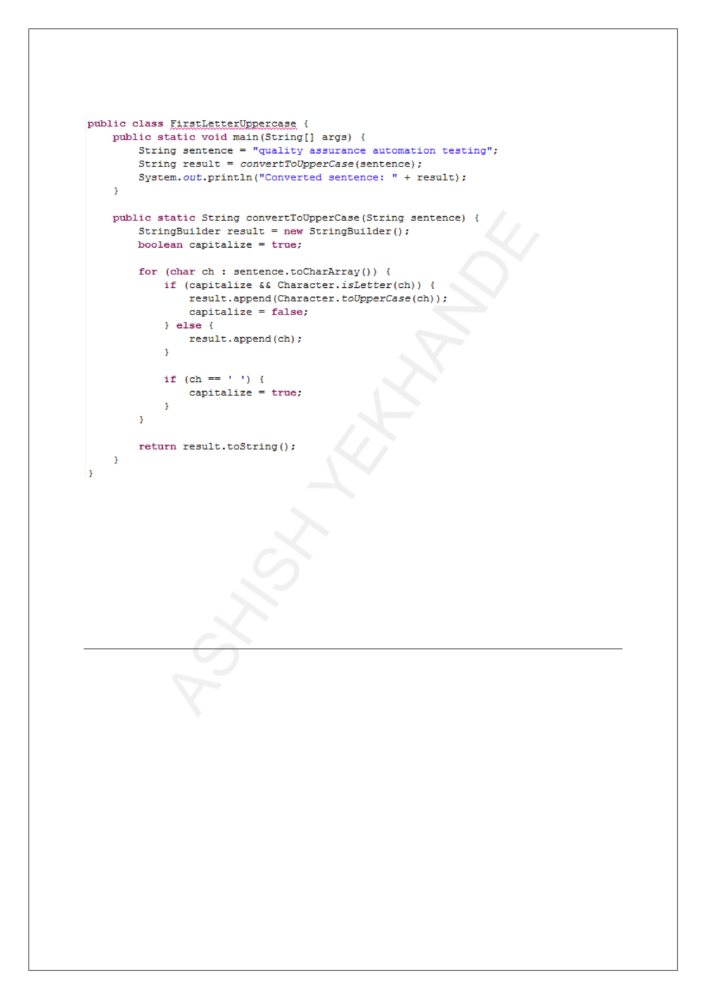 public class FirstLetterUppercase {
    public static void main(String[] args) {
        String sentence = "quality assurance automation testing";
        String result = convertToUpperCase(sentence);
        System.out.println("Converted sentence: " + result);
    }

    public static String convertToUpperCase(String sentence) {
        StringBuilder result = new StringBuilder();
        boolean capitalize = true;

        for (char ch : sentence.toCharArray()) {
            if (capitalize && Character.isLetter(ch)) {
                result.append(Character.toUpperCase(ch));
                capitalize = false;
            } else {
                result.append(ch);
            }

            if (ch == ' ') {
                capitalize = true;
            }
        }

        return result.toString();
    }
}
ASHISH YEKHANDE